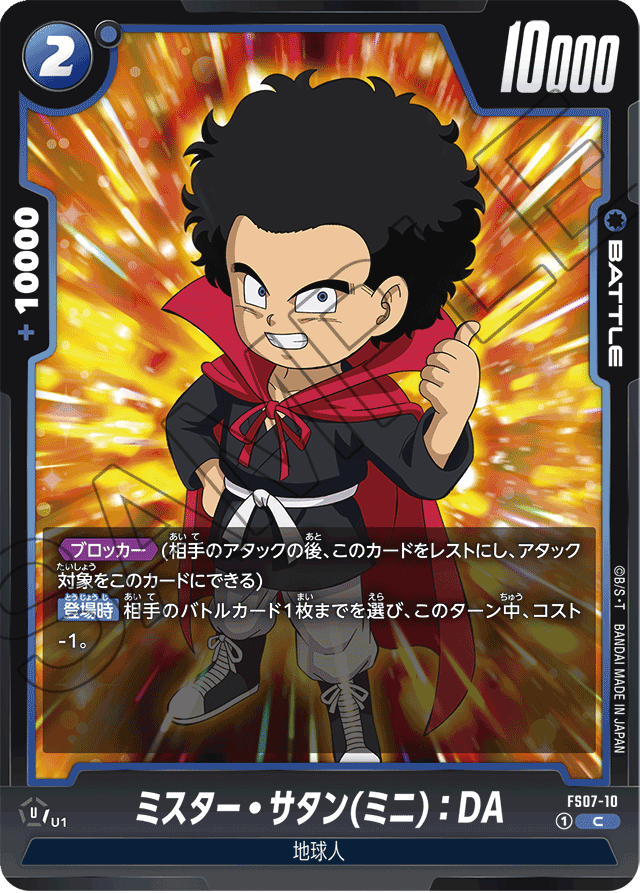 2
10000
+ 10000
BATTLE
SAMPLE
ブロッカー (相手のアタックの後、このカードをレストにし、アタック
対象をこのカードにできる)
登場時 相手のバトルカード1枚までを選び、このターン中、コスト
-1。
©B/S・T BANDAI MADE IN JAPAN
U U1
ミスター・サタン(ミニ):DA
FS07-10
1 C
地球人